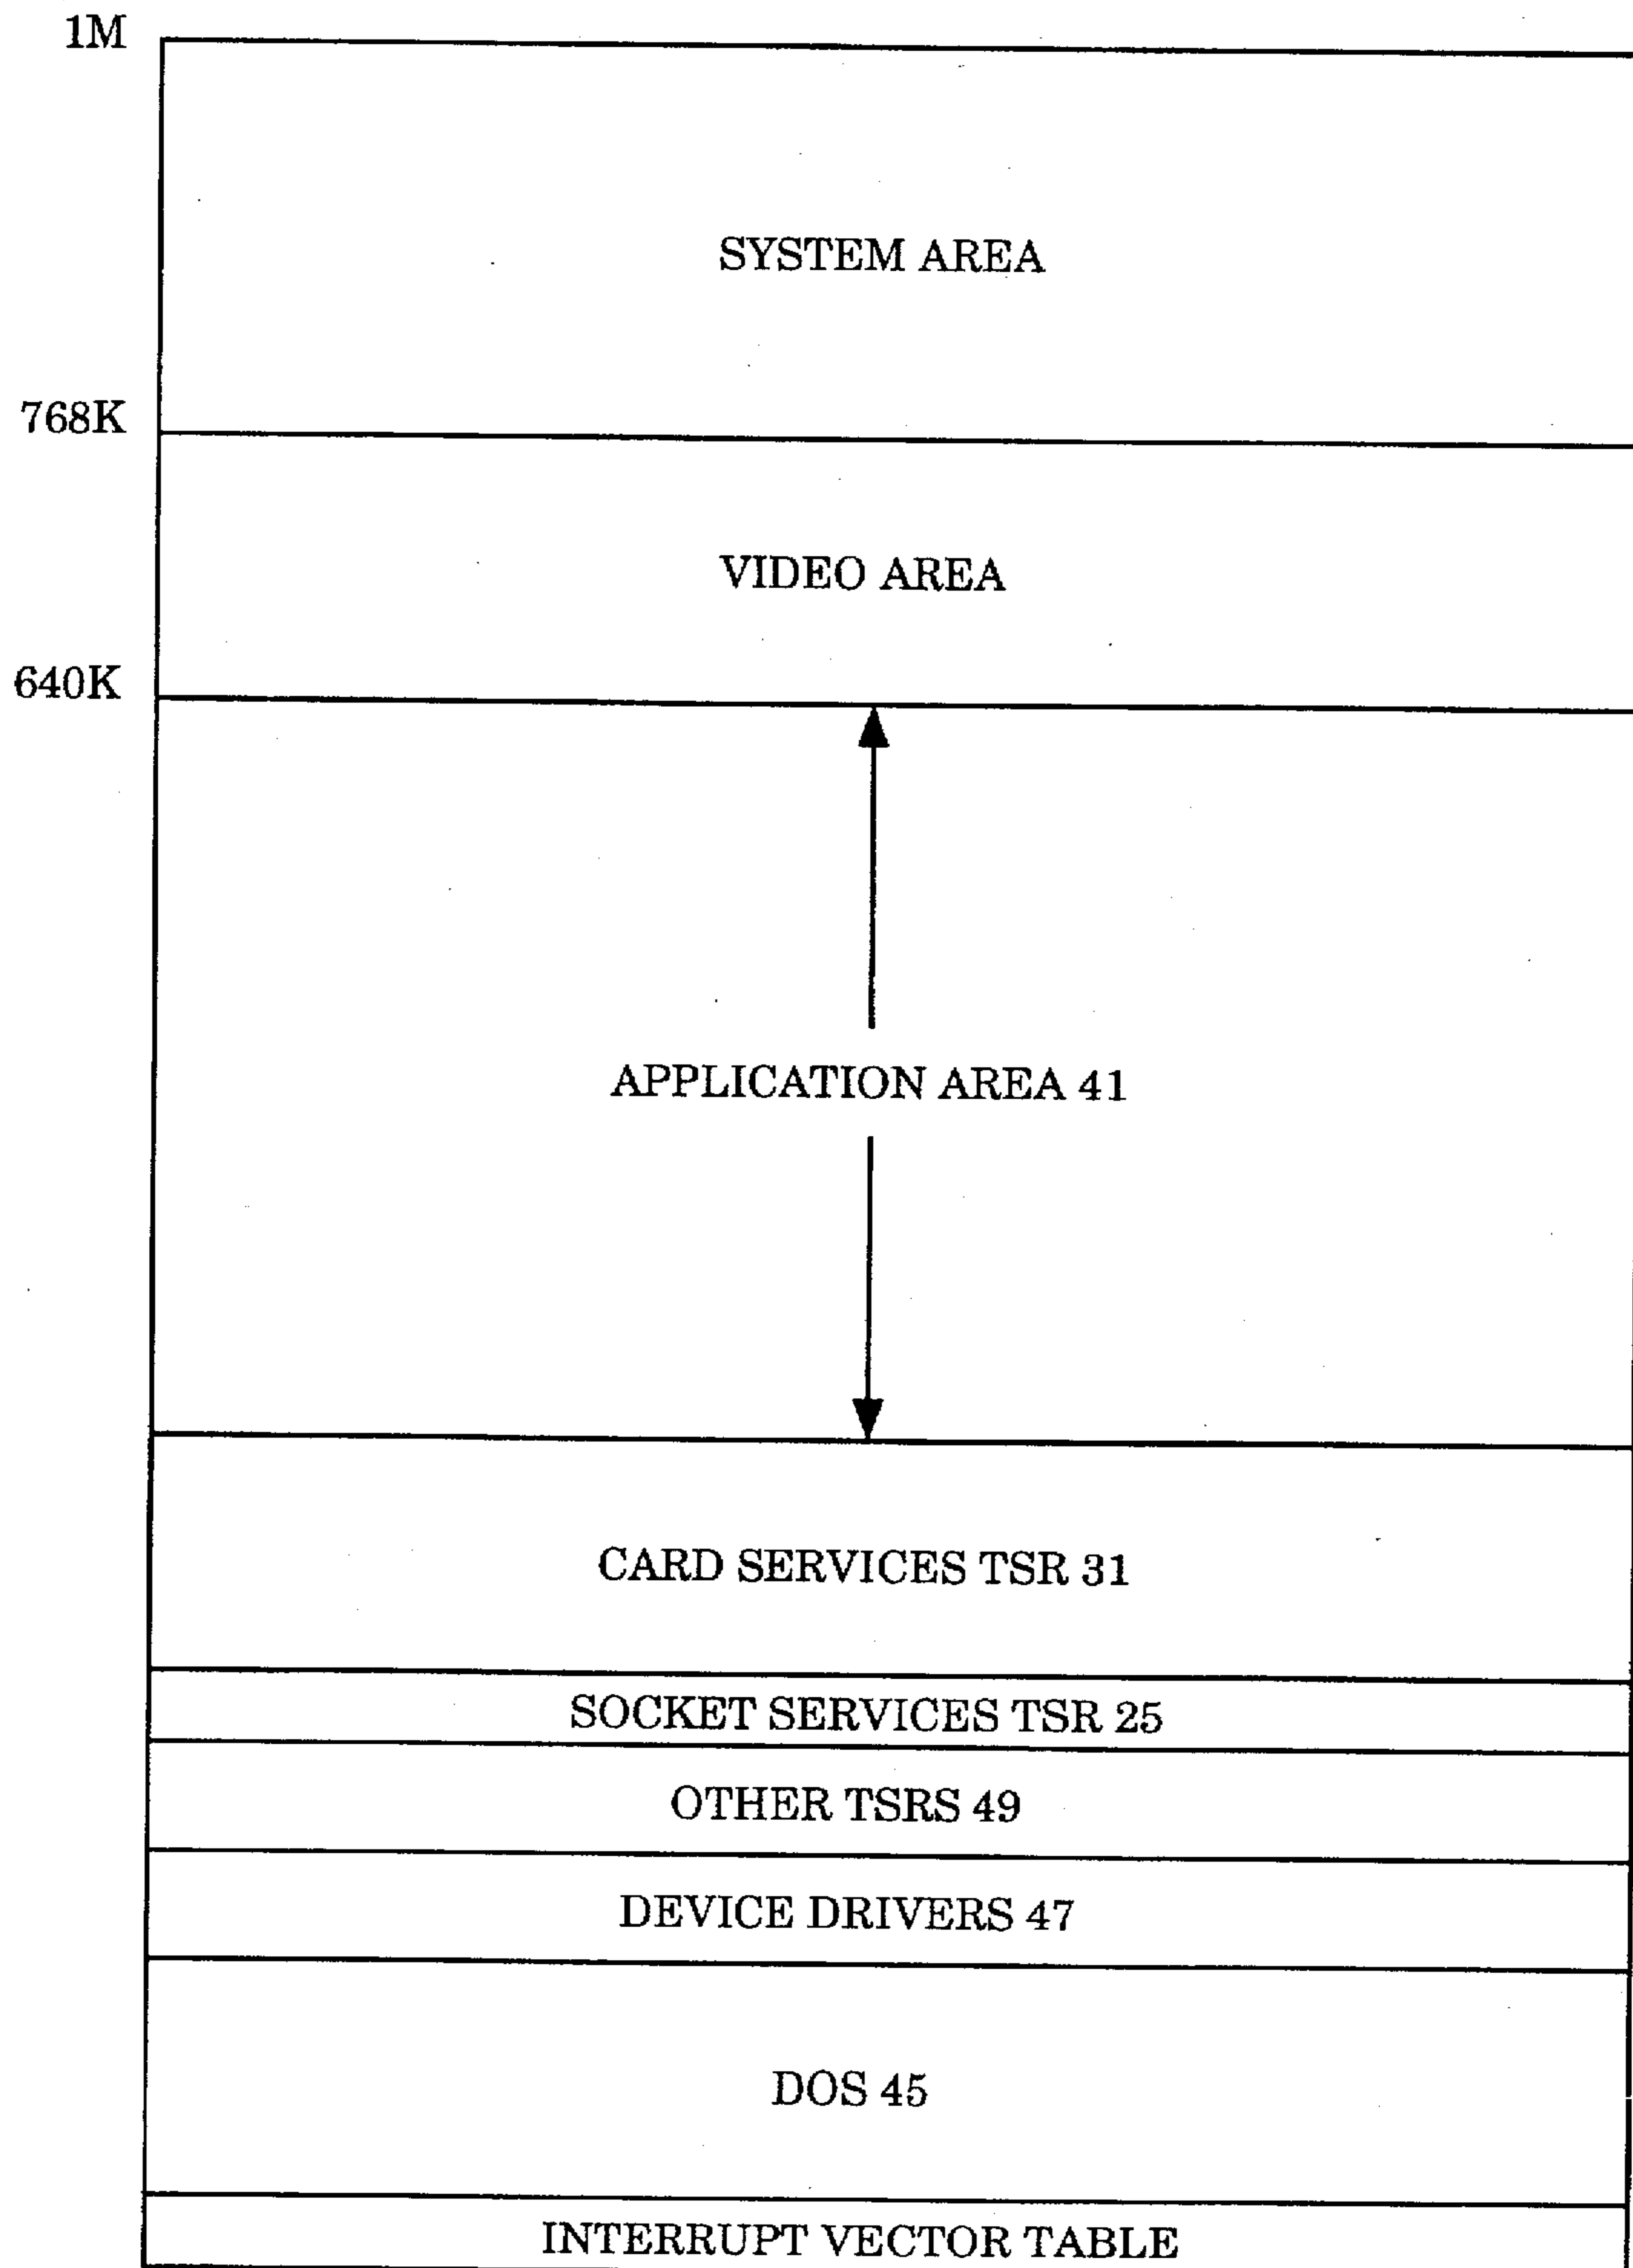 1M
SYSTEM AREA
768K
VIDEO AREA
640K
APPLICATION AREA 41
CARD SERVICES TSR 31
SOCKET SERVICES TSR 25
OTHER TSRS 49
DEVICE DRIVERS 47
DOS 45
INTERRUPT VECTOR TABLE